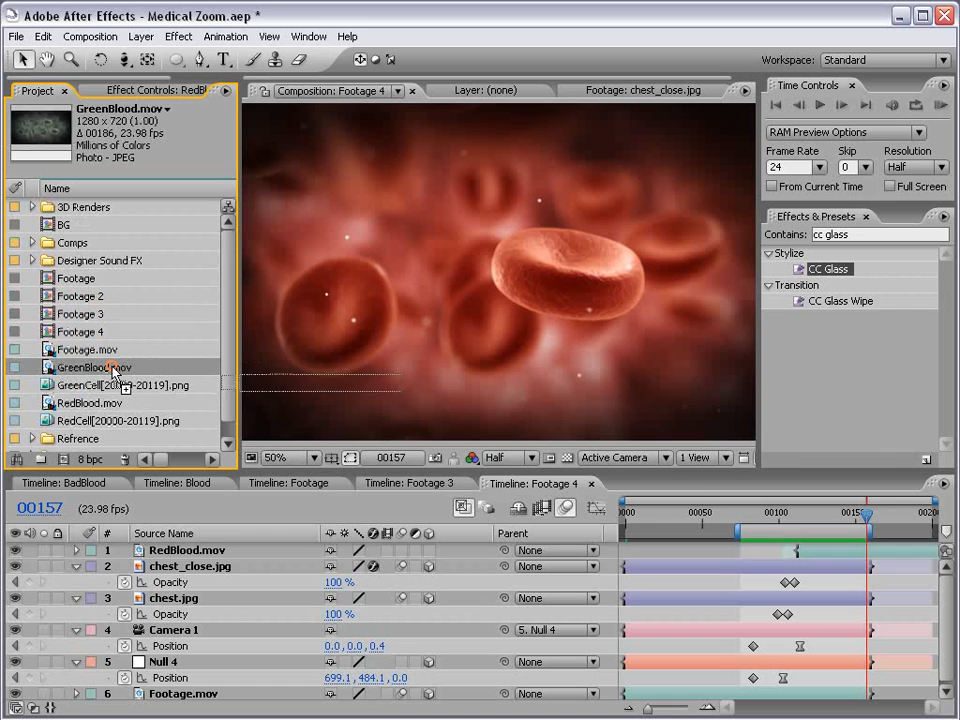 Adobe After Effects - Medical Zoom.aep *
File Edit Composition Layer Effect Animation View Window Help
Workspace: Standard
Project Effect Controls: RedBl
Composition: Footage 4 Layer: (none) Footage: chest_close.jpg
Time Controls
GreenBlood.mov
1280 x 720 (1.00)
Δ 00186, 23.98 fps
Millions of Colors
Photo - JPEG
RAM Preview Options
Frame Rate Skip Resolution
24 0 Half
From Current Time Full Screen
Name
3D Renders
BG
Comps
Designer Sound FX
Footage
Footage 2
Footage 3
Footage 4
Footage.mov
GreenBlood.mov
GreenCell[20000-20119].png
RedBlood.mov
RedCell[20000-20119].png
Refrence
8 bpc
Effects & Presets
Contains: cc glass
Stylize
CC Glass
Transition
CC Glass Wipe
50% 00157 Half Active Camera 1 View
Timeline: BadBlood Timeline: Blood Timeline: Footage Timeline: Footage 3 Timeline: Footage 4
00157 (23.98 fps)
0000 00050 00100 0015 0020
# Source Name Parent
1 RedBlood.mov None
2 chest_close.jpg None
Opacity 100 %
3 chest.jpg None
Opacity 100 %
4 Camera 1 5. Null 4
Position 0.0, 0.0, 0.4
5 Null 4 None
Position 699.1, 484.1, 0.0
6 Footage.mov None